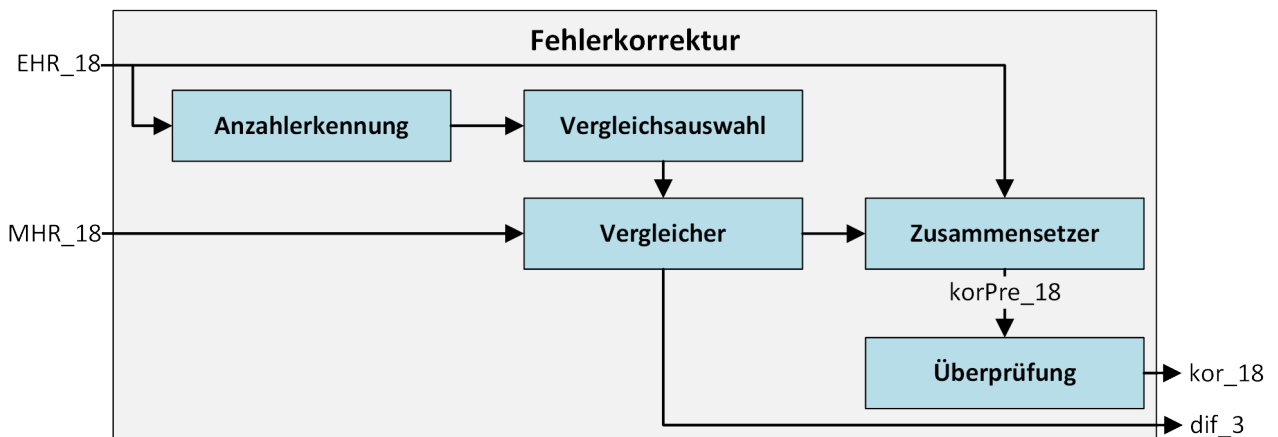 Fehlerkorrektur
EHR_18
Anzahlerkennung
Vergleichsauswahl
MHR_18
Vergleicher
Zusammensetzer
korPre_18
Überprüfung
kor_18
dif_3